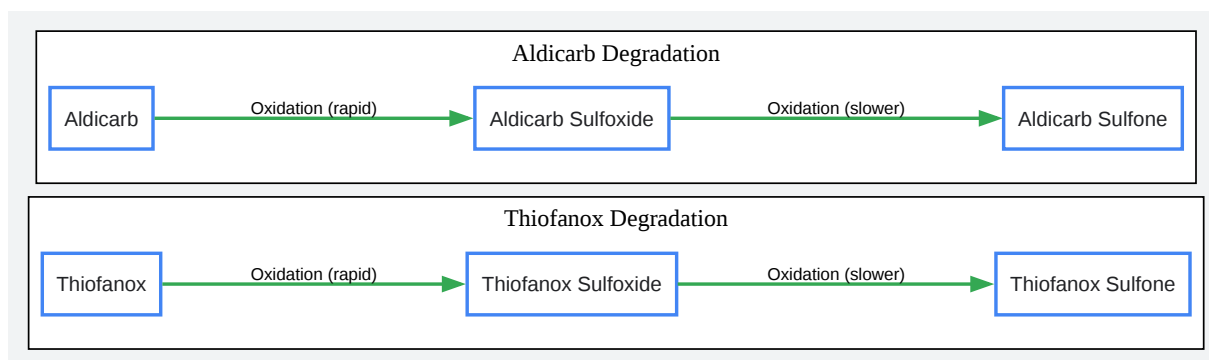 Aldicarb Degradation
Aldicarb
Oxidation (rapid)
Aldicarb Sulfoxide
Oxidation (slower)
Aldicarb Sulfone
Thiofanox Degradation
Thiofanox
Oxidation (rapid)
Thiofanox Sulfoxide
Oxidation (slower)
Thiofanox Sulfone